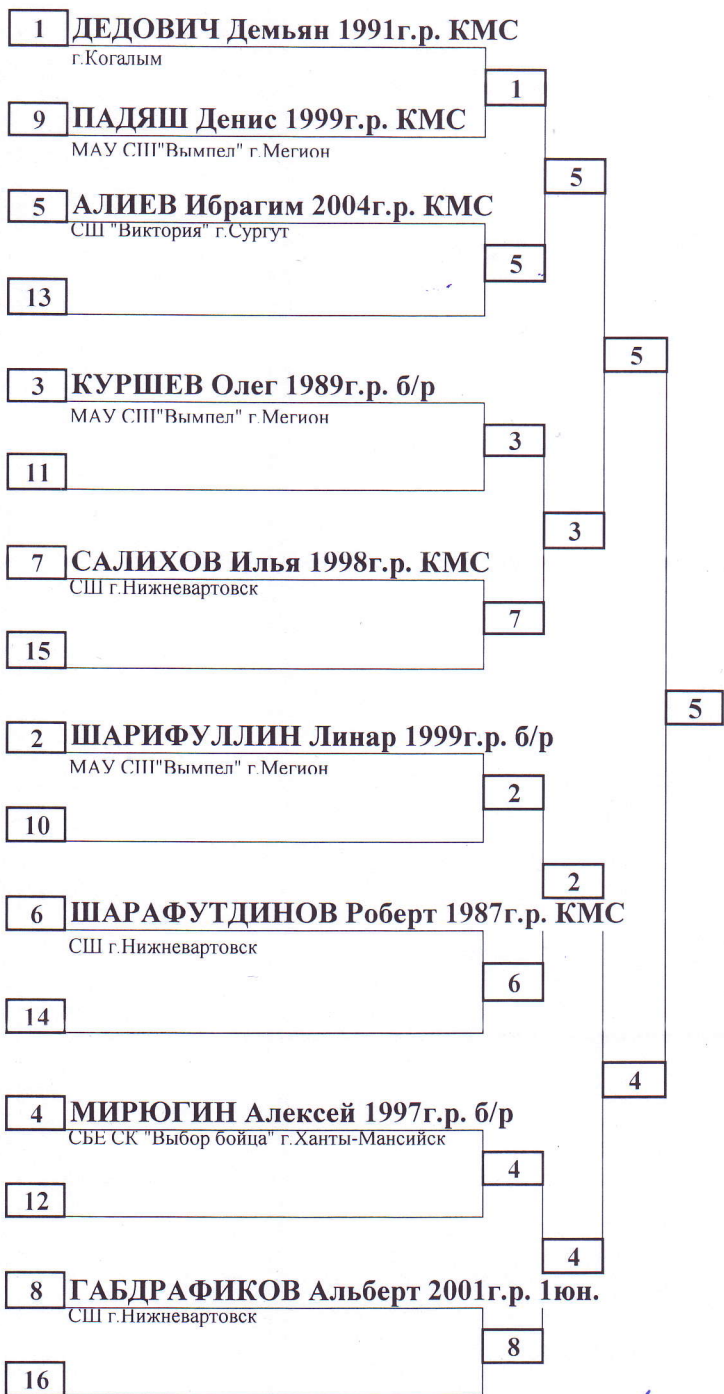 1 ДЕДОВИЧ Демьян 1991г.р. КМС
г.Когалым
1
9 ПАДЯШ Денис 1999г.р. КМС
МАУ СШ"Вымпел" г.Мегион
5
5 АЛИЕВ Ибрагим 2004г.р. КМС
СШ "Виктория" г.Сургут
5
13
5
3 КУРШЕВ Олег 1989г.р. б/р
МАУ СШ"Вымпел" г.Мегион
3
11
3
7 САЛИХОВ Илья 1998г.р. КМС
СШ г.Нижневартовск
7
15
5
2 ШАРИФУЛЛИН Линар 1999г.р. б/р
МАУ СШ"Вымпел" г.Мегион
2
10
2
6 ШАРАФУТДИНОВ Роберт 1987г.р. КМС
СШ г.Нижневартовск
6
14
4
4 МИРЮГИН Алексей 1997г.р. б/р
СБЕ СК "Выбор бойца" г.Ханты-Мансийск
4
12
4
8 ГАБДРАФИКОВ Альберт 2001г.р. 1юн.
СШ г.Нижневартовск
8
16